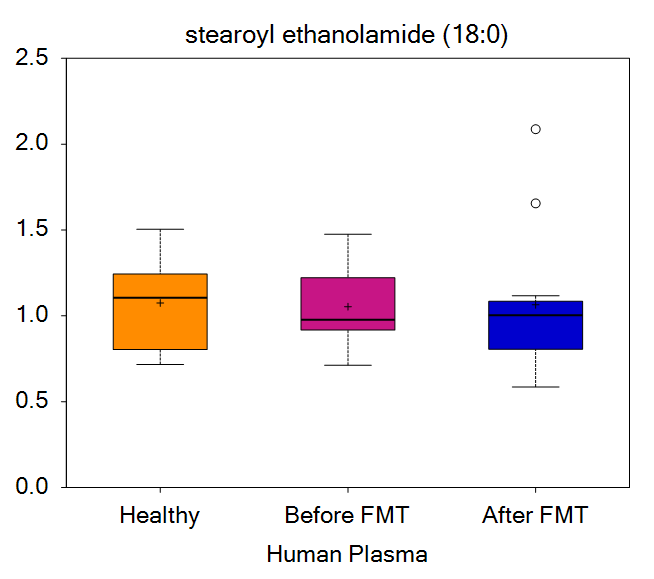 stearoyl ethanolamide (18:0)
2.5
2.0
1.5
1.0
0.5
0.0
Healthy Before FMT After FMT
Human Plasma